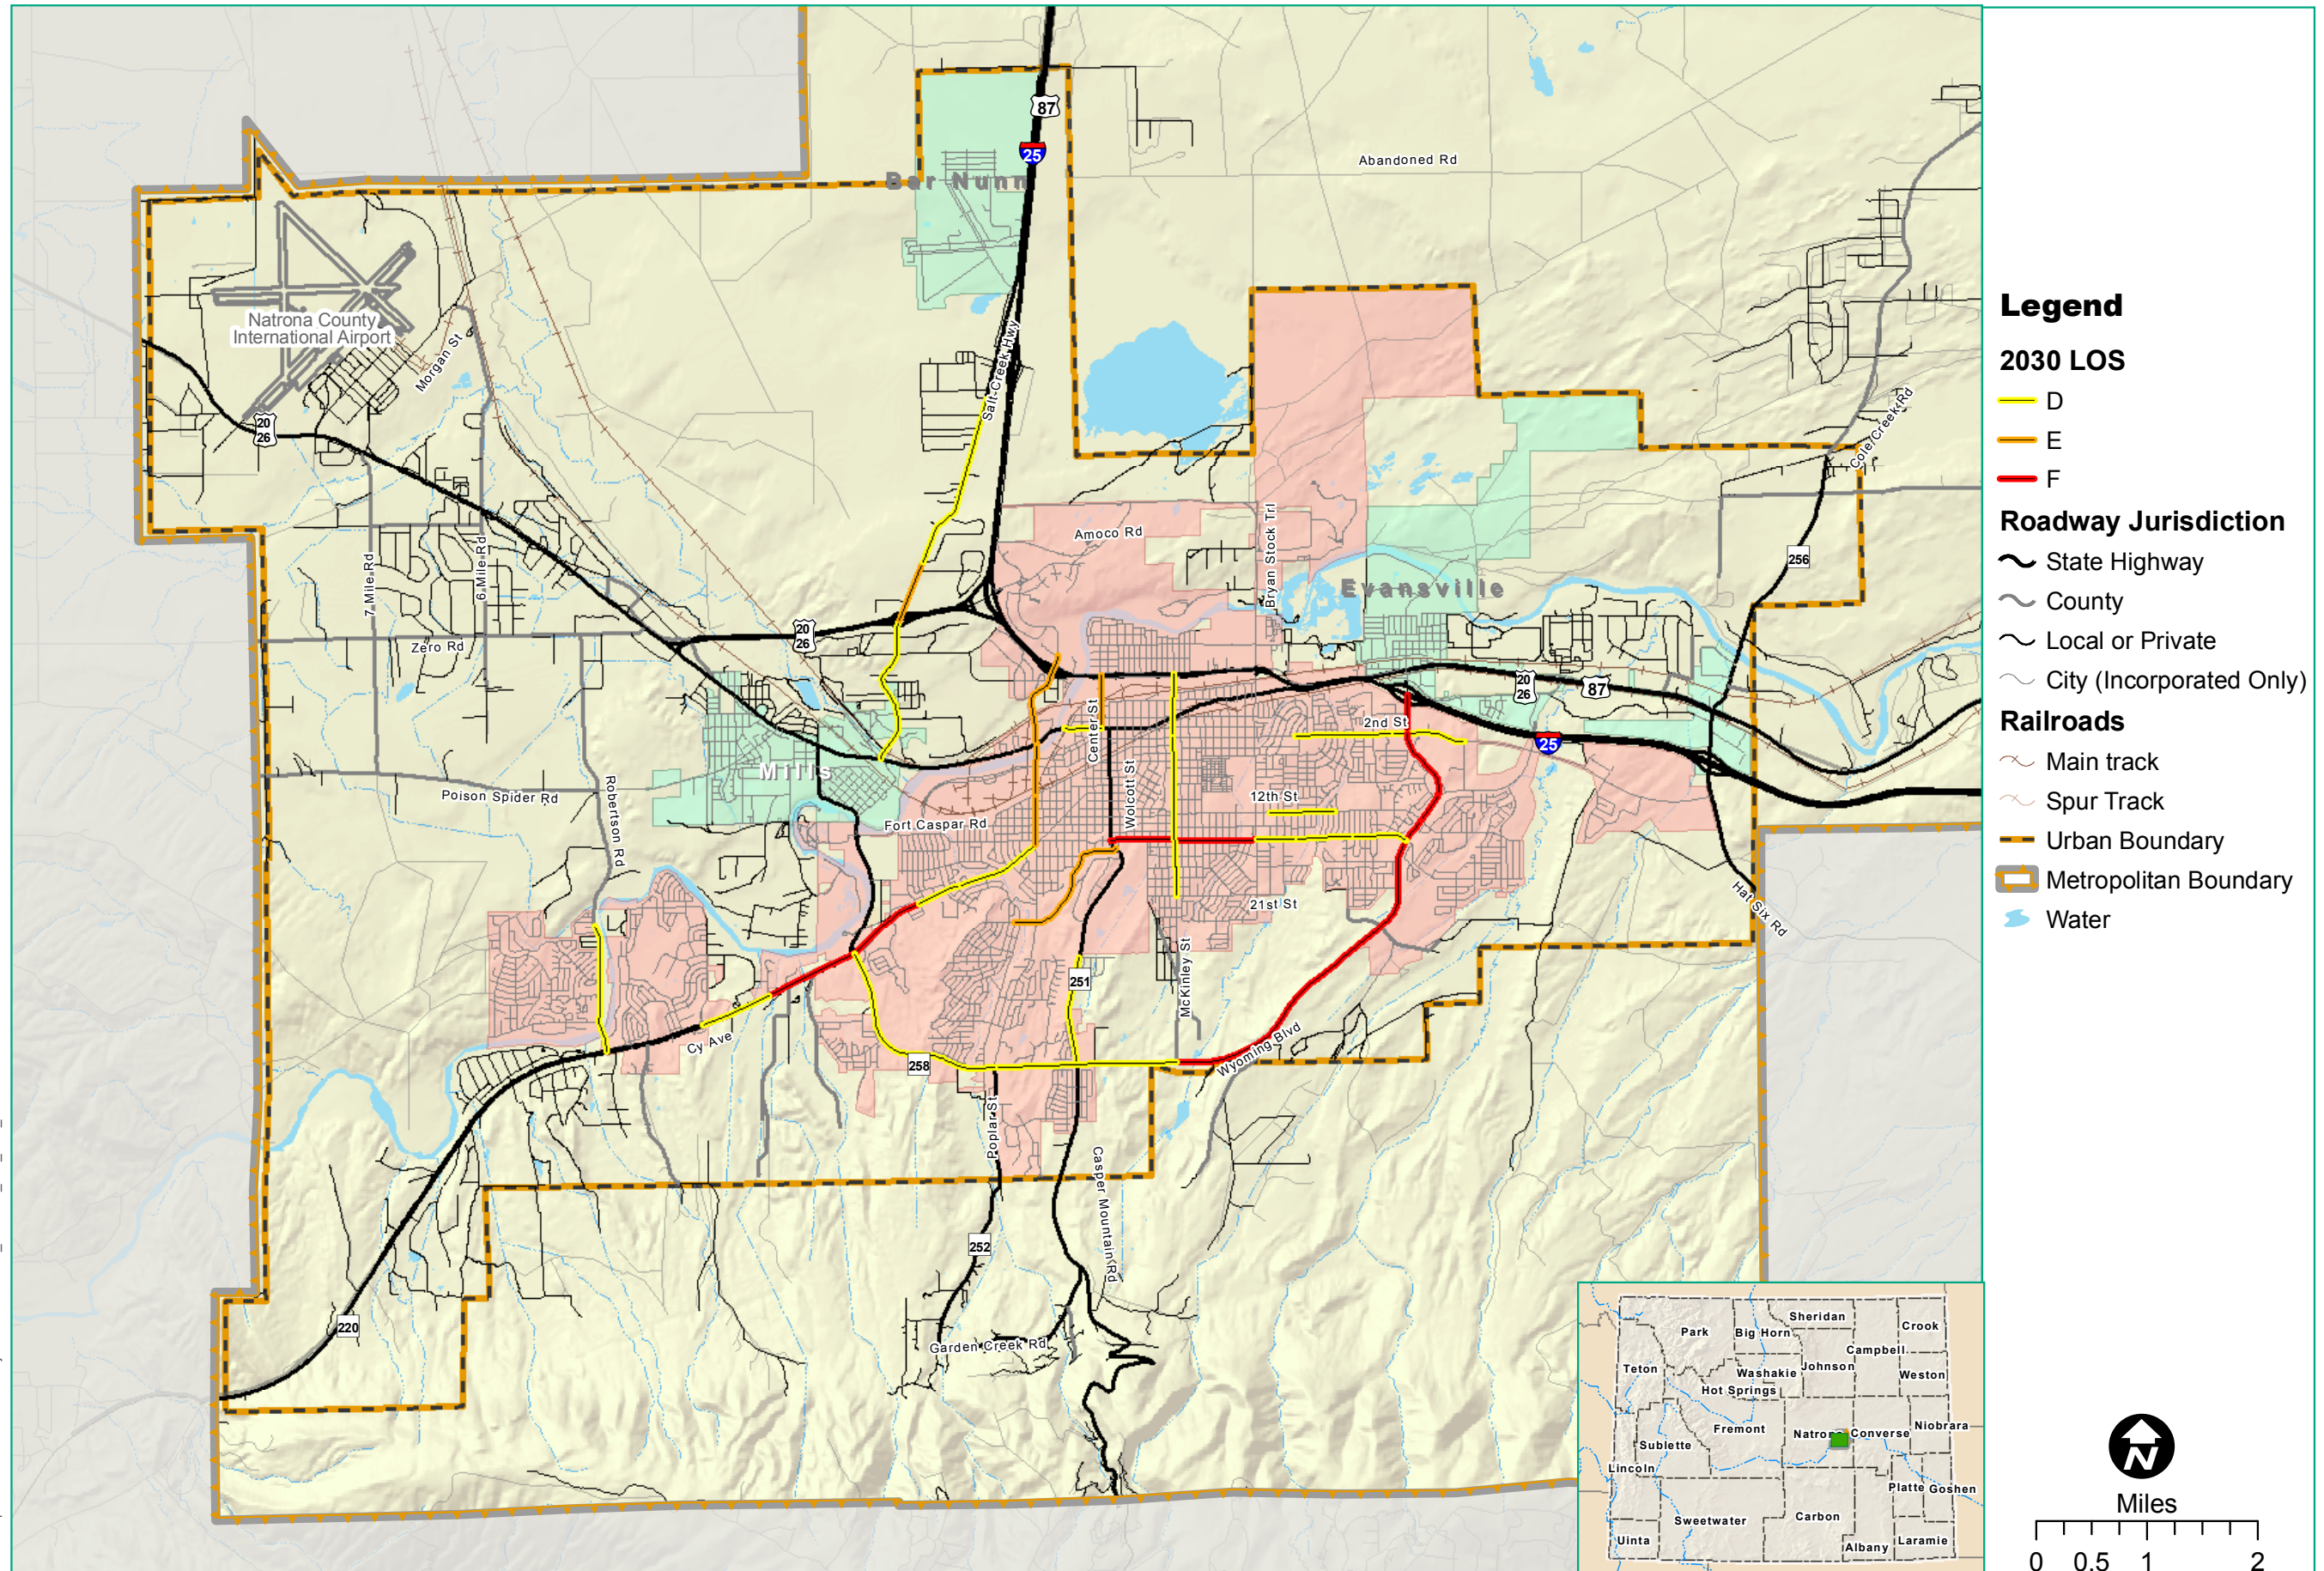 87
25
Abandoned Rd
Bar Nunn
Natrona County
International Airport
Morgan St
Salt Creek Hwy
20
26
Cole Creek Rd
Amoco Rd
Bryan Stock Trl
256
7 Mile Rd
6 Mile Rd
Evansville
Zero Rd
20
26
20
26
87
Center St
2nd St
25
Mills
Poison Spider Rd
Robertson Rd
Fort Caspar Rd
Wolcott St
12th St
Hat Six Rd
21st St
251
McKinley St
Cy Ave
258
Wyoming Blvd
Poplar St
Casper Mountain Rd
252
220
Garden Creek Rd
Legend
2030 LOS
D
E
F
Roadway Jurisdiction
State Highway
County
Local or Private
City (Incorporated Only)
Railroads
Main track
Spur Track
Urban Boundary
Metropolitan Boundary
Water
Sheridan
Park
Big Horn
Crook
Campbell
Teton
Washakie
Johnson
Weston
Hot Springs
Fremont
Natrona
Converse
Niobrara
Sublette
Lincoln
Platte
Goshen
Sweetwater
Carbon
Uinta
Albany
Laramie
N
Miles
0 0.5 1 2